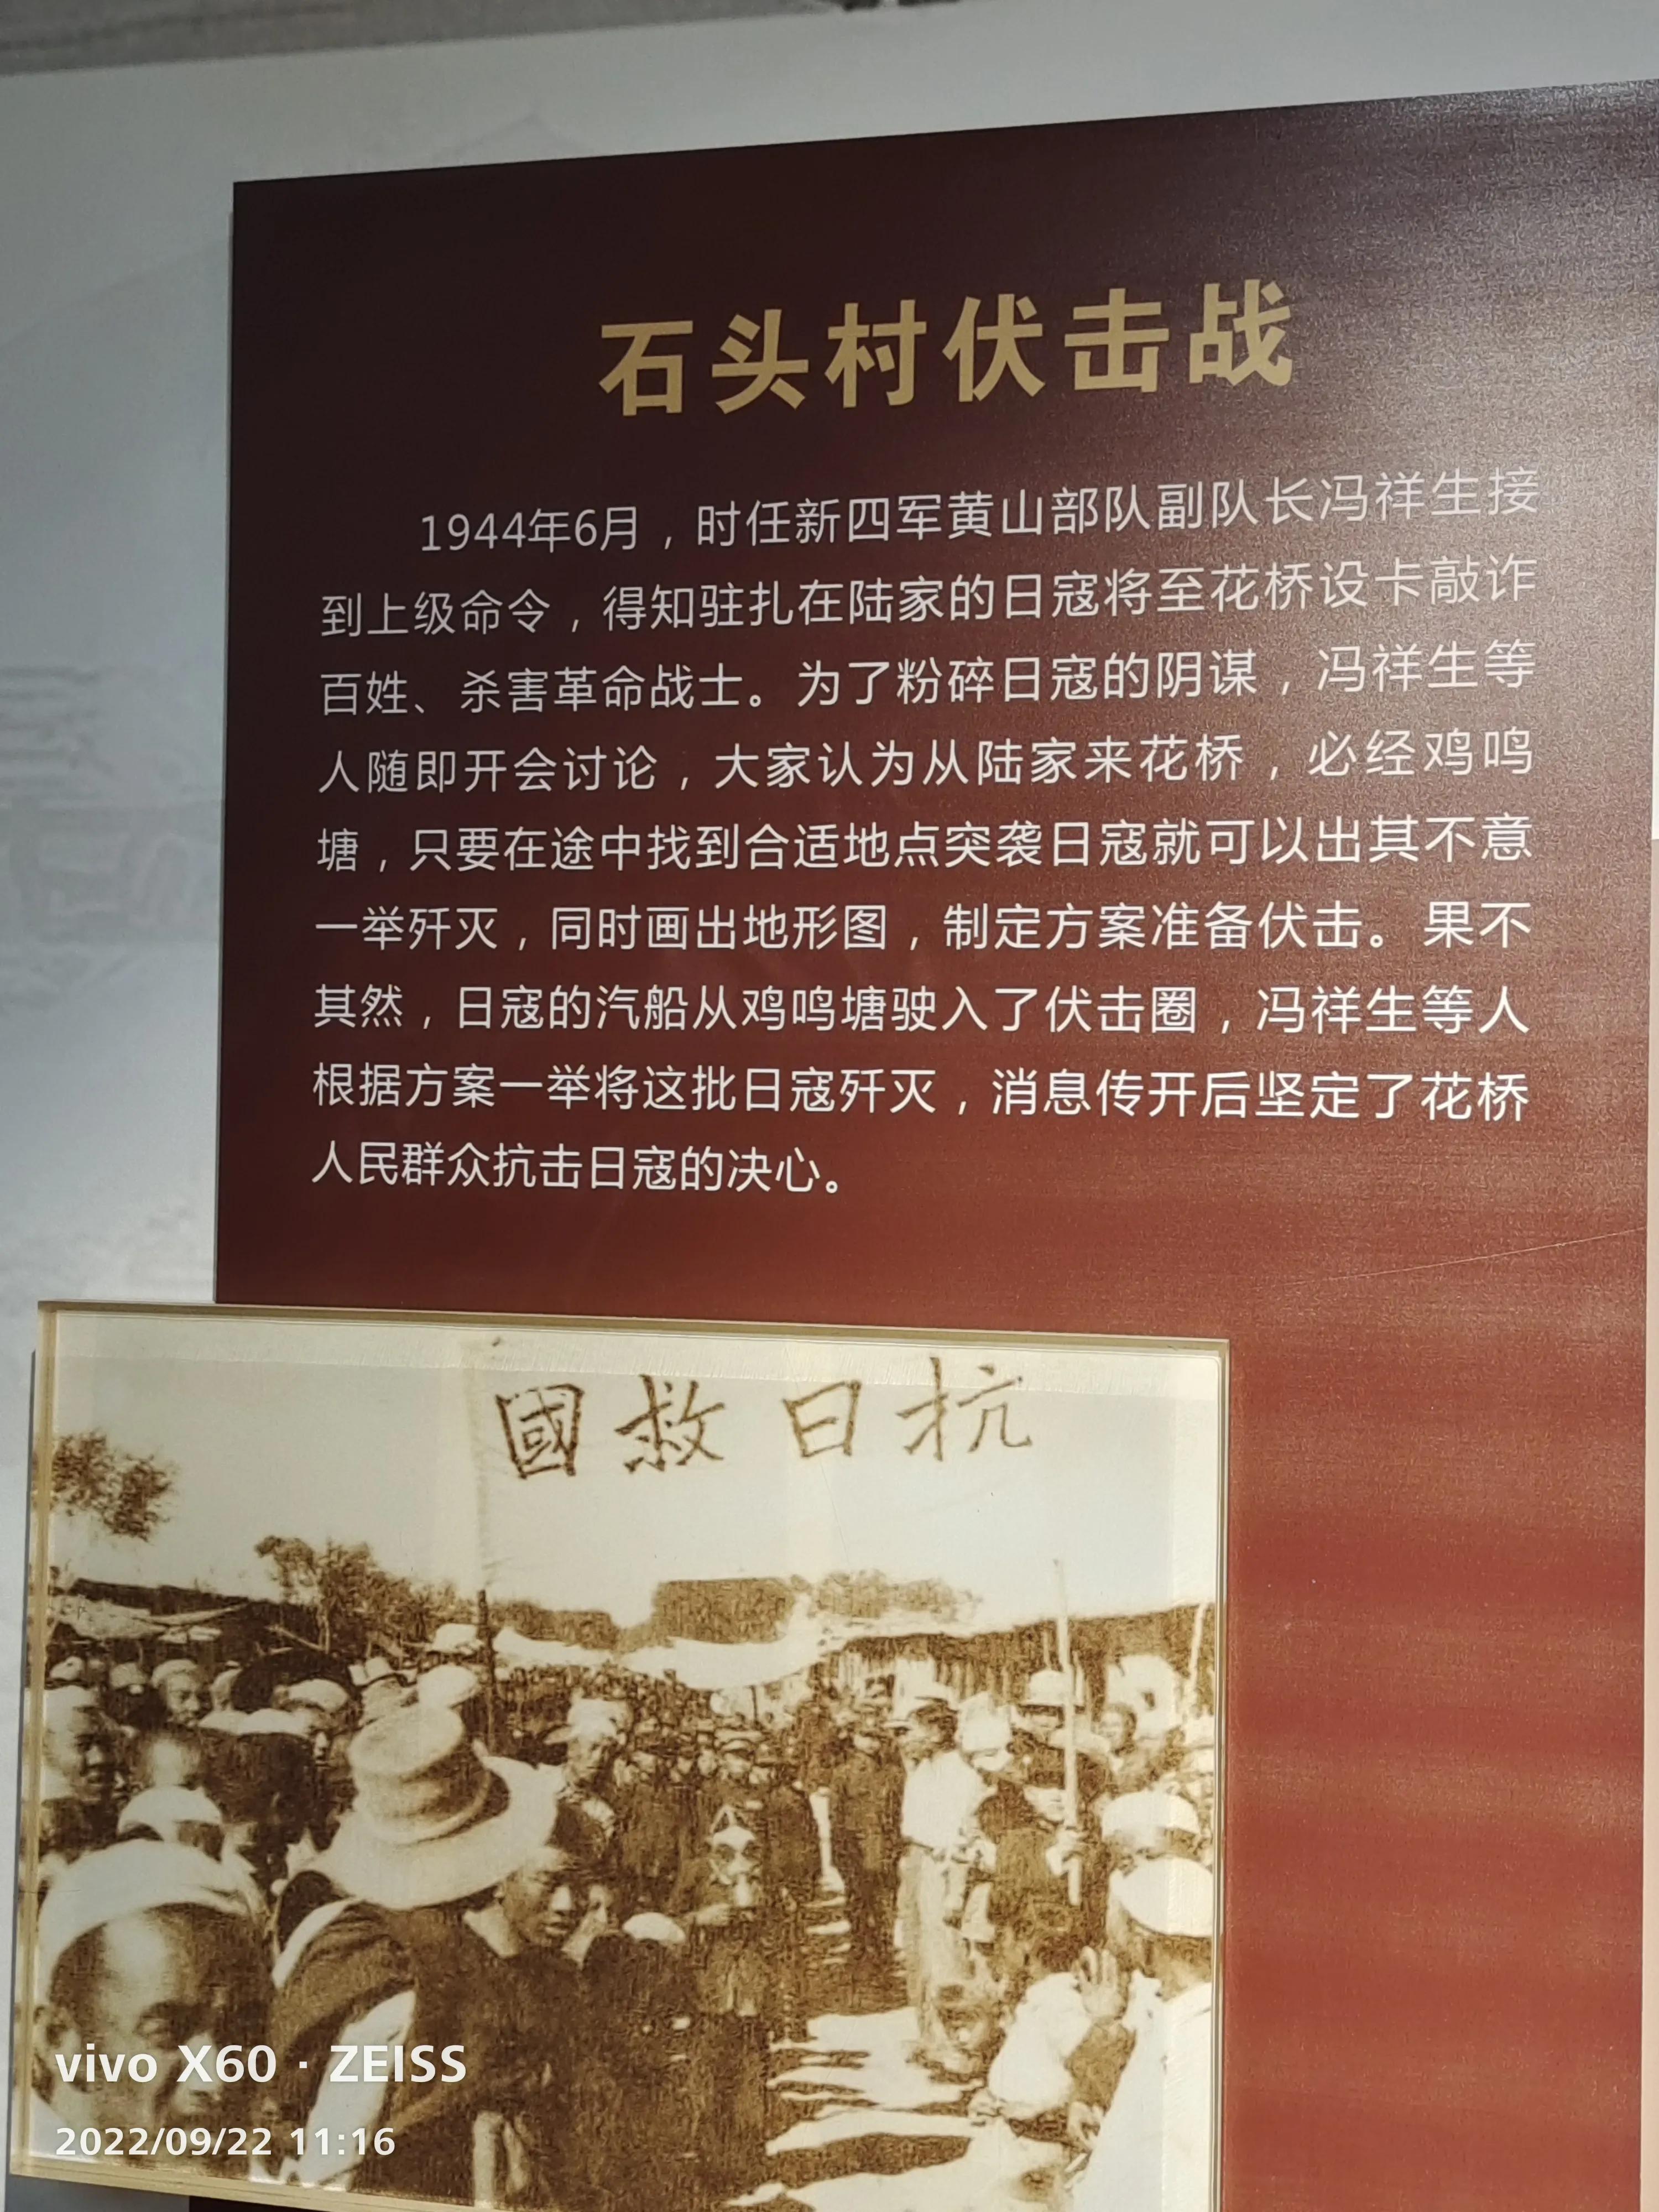 石头村伏击战
1944年6月，时任新四军黄山部队副队长冯祥生接
到上级命令，得知驻扎在陆家的日寇将至花桥设卡敲诈
百姓、杀害革命战士。为了粉碎日寇的阴谋，冯祥生等
人随即开会讨论，大家认为从陆家来花桥，必经鸡鸣
塘，只要在途中找到合适地点突袭日寇就可以出其不意
一举歼灭，同时画出地形图，制定方案准备伏击。果不
其然，日寇的汽船从鸡鸣塘驶入了伏击圈，冯祥生等人
根据方案一举将这批日寇歼灭，消息传开后坚定了花桥
人民群众抗击日寇的决心。
國救日抗
vivo X60 · ZEISS
2022/09/22 11:16